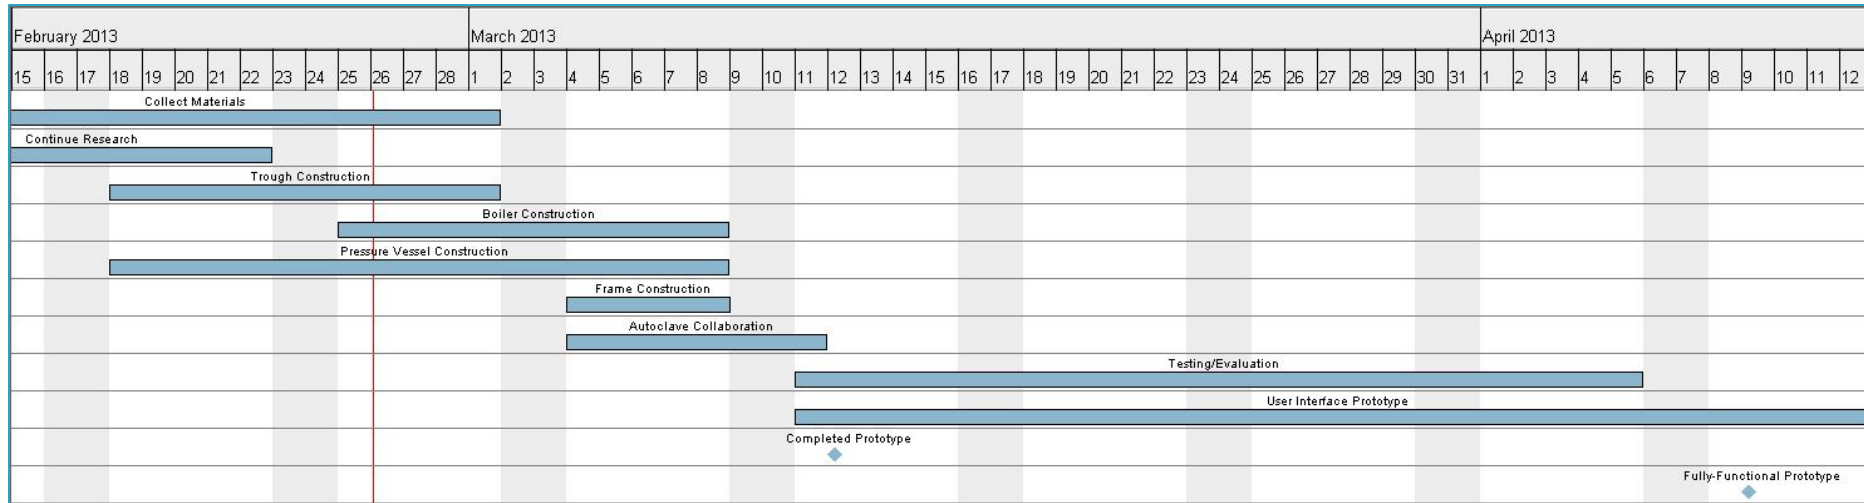 February 2013 March 2013 April 2013
15 16 17 18 19 20 21 22 23 24 25 26 27 28 1 2 3 4 5 6 7 8 9 10 11 12 13 14 15 16 17 18 19 20 21 22 23 24 25 26 27 28 29 30 31 1 2 3 4 5 6 7 8 9 10 11 12
Collect Materials
Continue Research
Trough Construction
Boiler Construction
Pressure Vessel Construction
Frame Construction
Autoclave Collaboration
Testing/Evaluation
User Interface Prototype
Completed Prototype
Fully-Functional Prototype